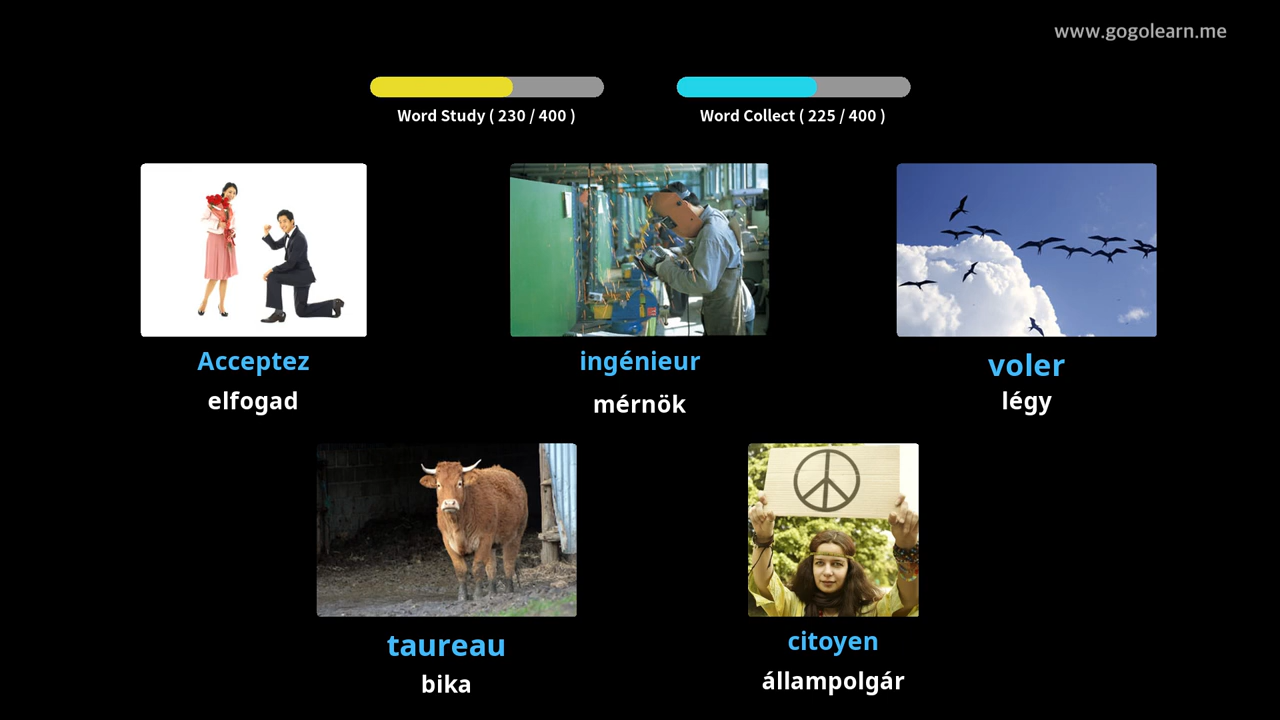 www.gogolearn.me
Word Study ( 230 / 400 )
Word Collect ( 225 / 400 )
Acceptez
elfogad
ingénieur
mérnök
voler
légy
taureau
bika
citoyen
állampolgár